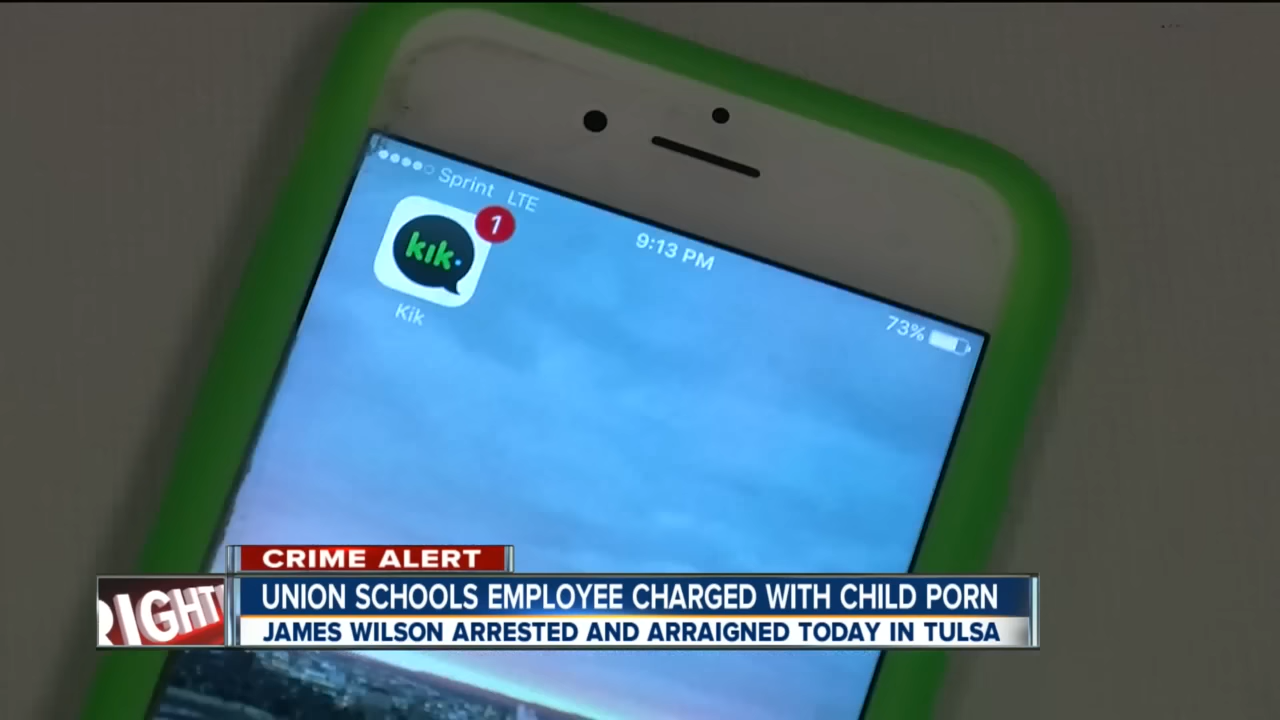 Sprint LTE
9:13 PM
73%
1
kik.
Kik
CRIME ALERT
RIGHT
UNION SCHOOLS EMPLOYEE CHARGED WITH CHILD PORN
JAMES WILSON ARRESTED AND ARRAIGNED TODAY IN TULSA